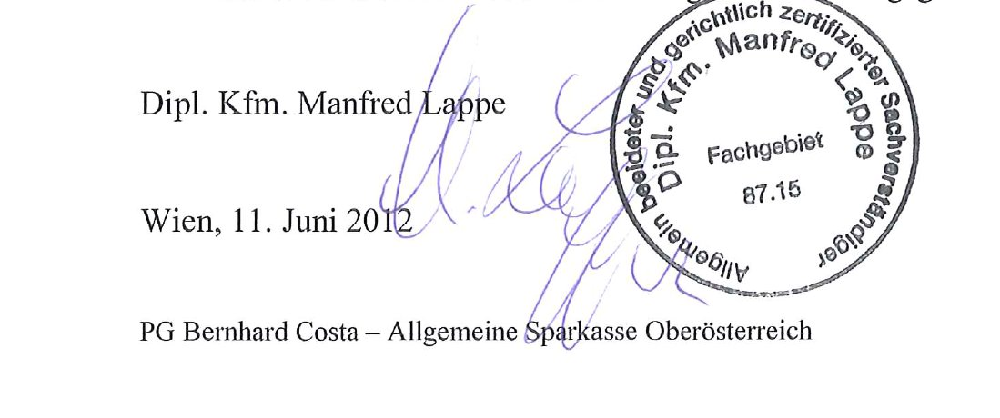 Dipl. Kfm. Manfred Lappe
Wien, 11. Juni 2012
PG Bernhard Costa – Allgemeine Sparkasse Oberösterreich
Allgemein beeideter und gerichtlich zertifizierter Sachverständiger
Dipl. Kfm. Manfred Lappe
Fachgebiet
87.15